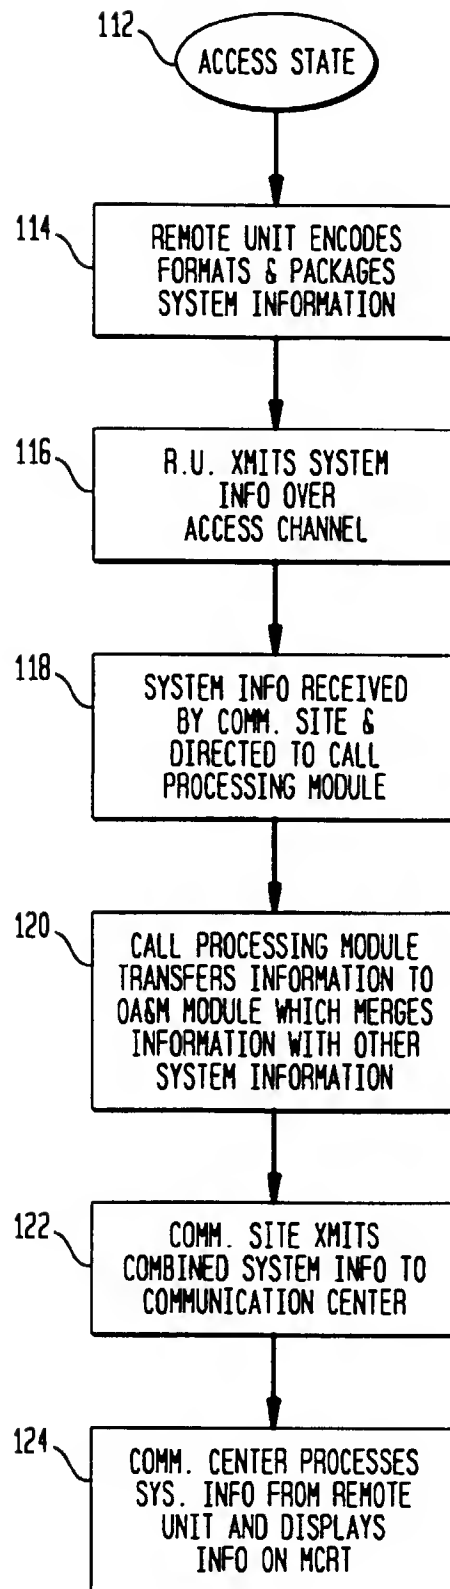 112
ACCESS STATE
114
REMOTE UNIT ENCODES
FORMATS & PACKAGES
SYSTEM INFORMATION
116
R.U. XMITS SYSTEM
INFO OVER
ACCESS CHANNEL
118
SYSTEM INFO RECEIVED
BY COMM. SITE &
DIRECTED TO CALL
PROCESSING MODULE
120
CALL PROCESSING MODULE
TRANSFERS INFORMATION TO
OA&M MODULE WHICH MERGES
INFORMATION WITH OTHER
SYSTEM INFORMATION
122
COMM. SITE XMITS
COMBINED SYSTEM INFO TO
COMMUNICATION CENTER
124
COMM. CENTER PROCESSES
SYS. INFO FROM REMOTE
UNIT AND DISPLAYS
INFO ON MCRT